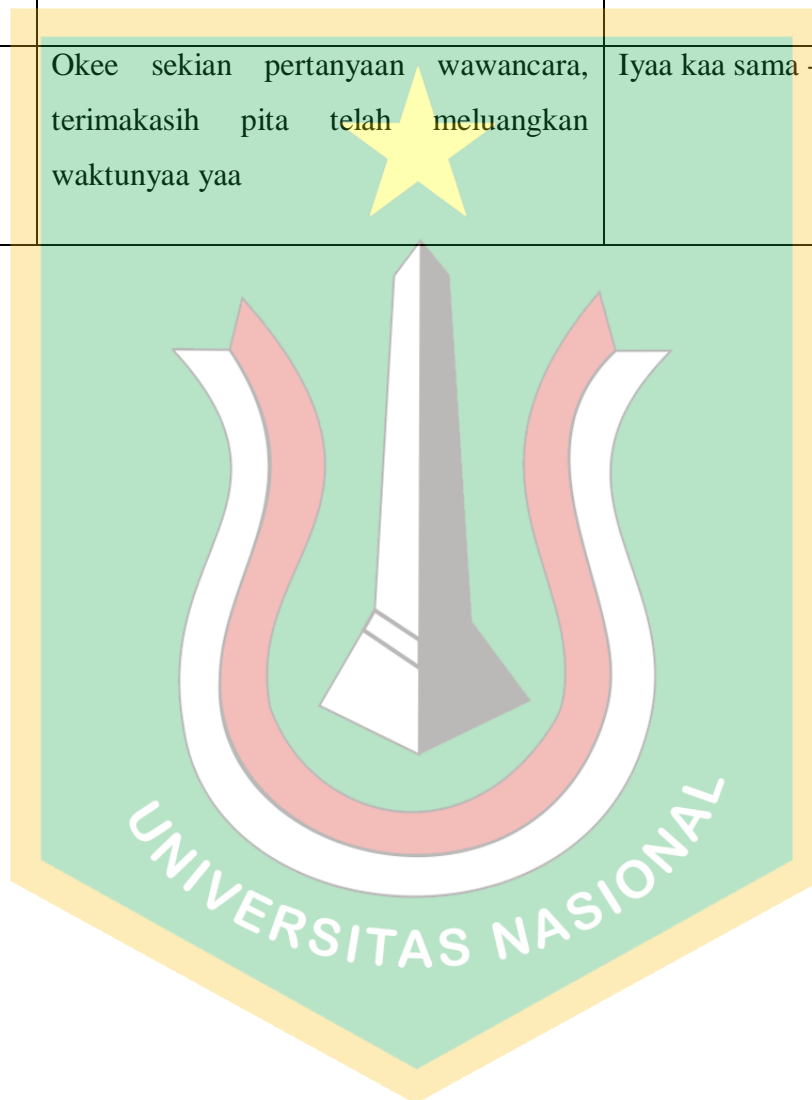 Okee sekian pertanyaan wawancara,
terimakasih pita telah meluangkan
waktunyaa yaa
Iyaa kaa sama -
UNIVERSITAS NASIONAL